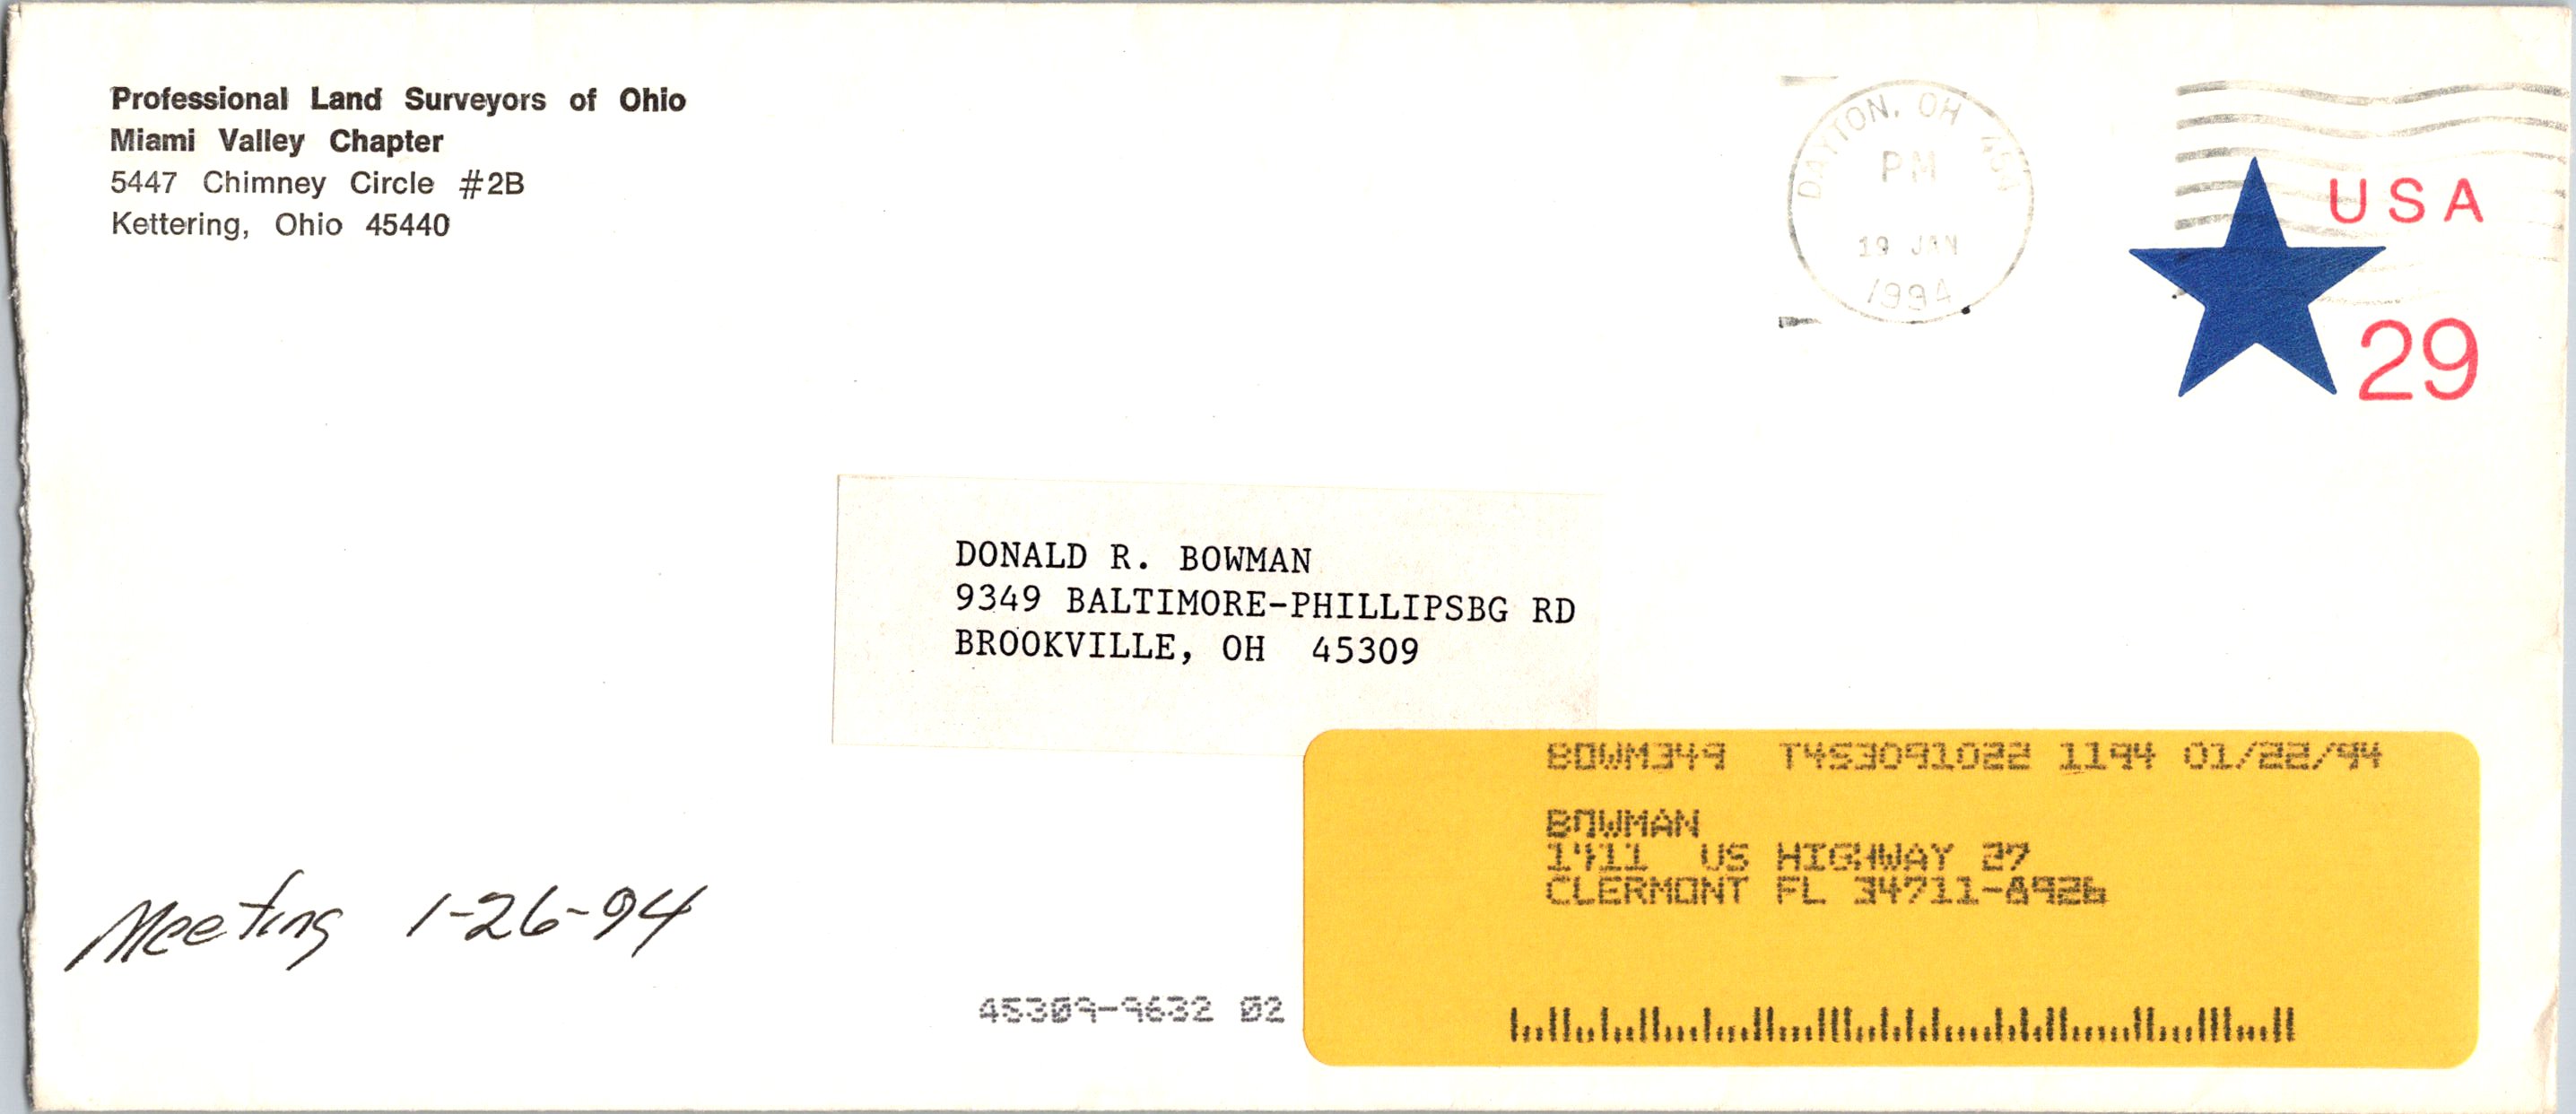 Professional Land Surveyors of Ohio
Miami Valley Chapter
5447 Chimney Circle #2B
Kettering, Ohio 45440
DAYTON, OH
PM
19 JAN
1994
USA
29
DONALD R. BOWMAN
9349 BALTIMORE-PHILLIPSBG RD
BROOKVILLE, OH 45309
BOWM349 T453091022 1194 01/22/94
BOWMAN
US HIGHWAY 27
CLERMONT FL 34711-8926
Meeting 1-26-94
45309-9632 02